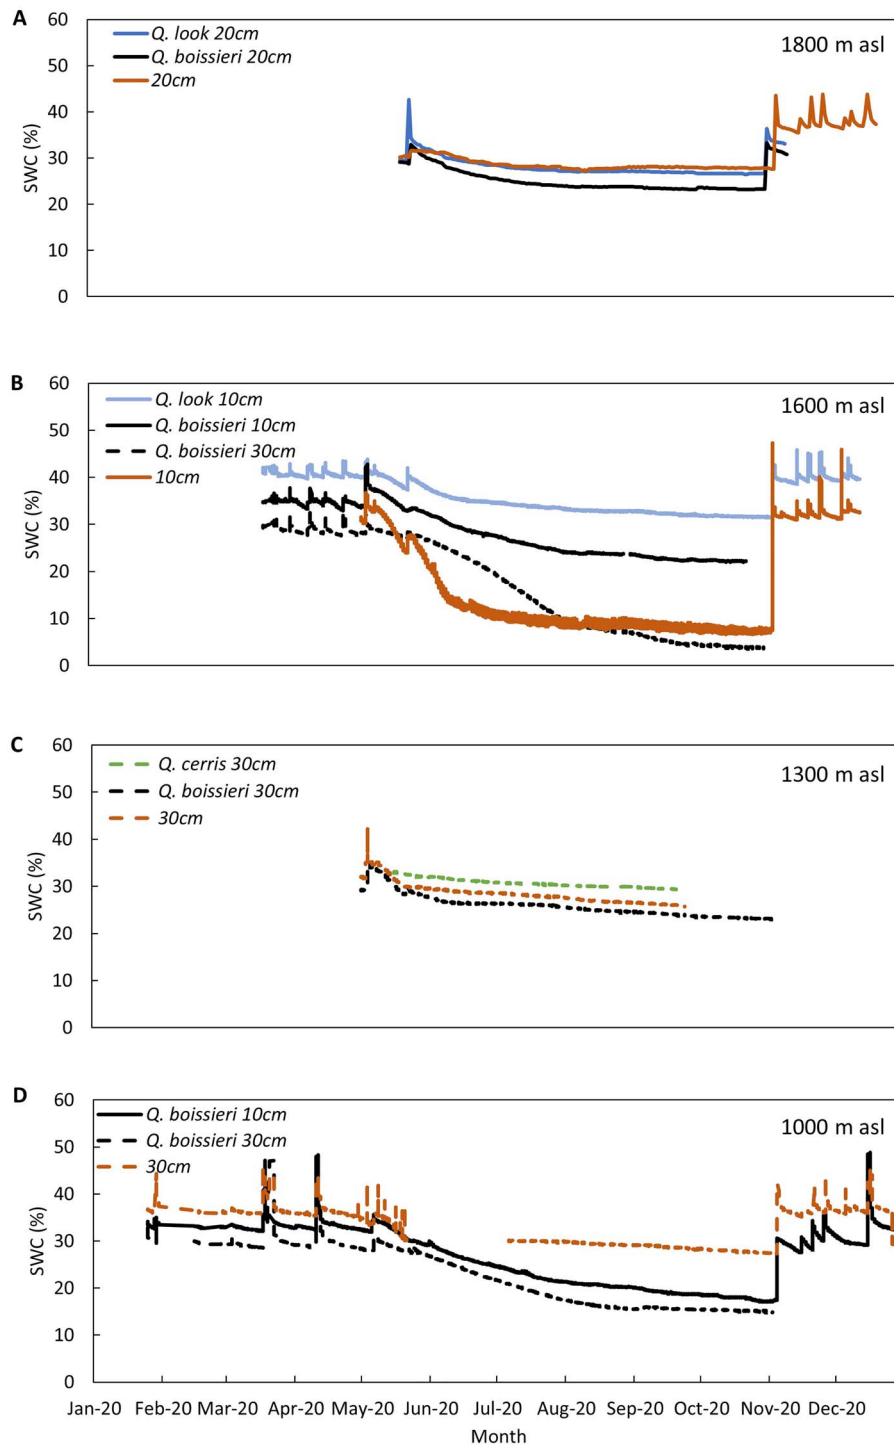 A
60
50
40
30
20
10
0
SWC (%)
Q. look 20cm
Q. boissieri 20cm
20cm
1800 m asl
B
60
50
40
30
20
10
0
SWC (%)
Q. look 10cm
Q. boissieri 10cm
Q. boissieri 30cm
10cm
1600 m asl
C
60
50
40
30
20
10
0
SWC (%)
Q. cerris 30cm
Q. boissieri 30cm
30cm
1300 m asl
D
60
50
40
30
20
10
0
SWC (%)
Q. boissieri 10cm
Q. boissieri 30cm
30cm
1000 m asl
Jan-20 Feb-20 Mar-20 Apr-20 May-20 Jun-20 Jul-20 Aug-20 Sep-20 Oct-20 Nov-20 Dec-20
Month